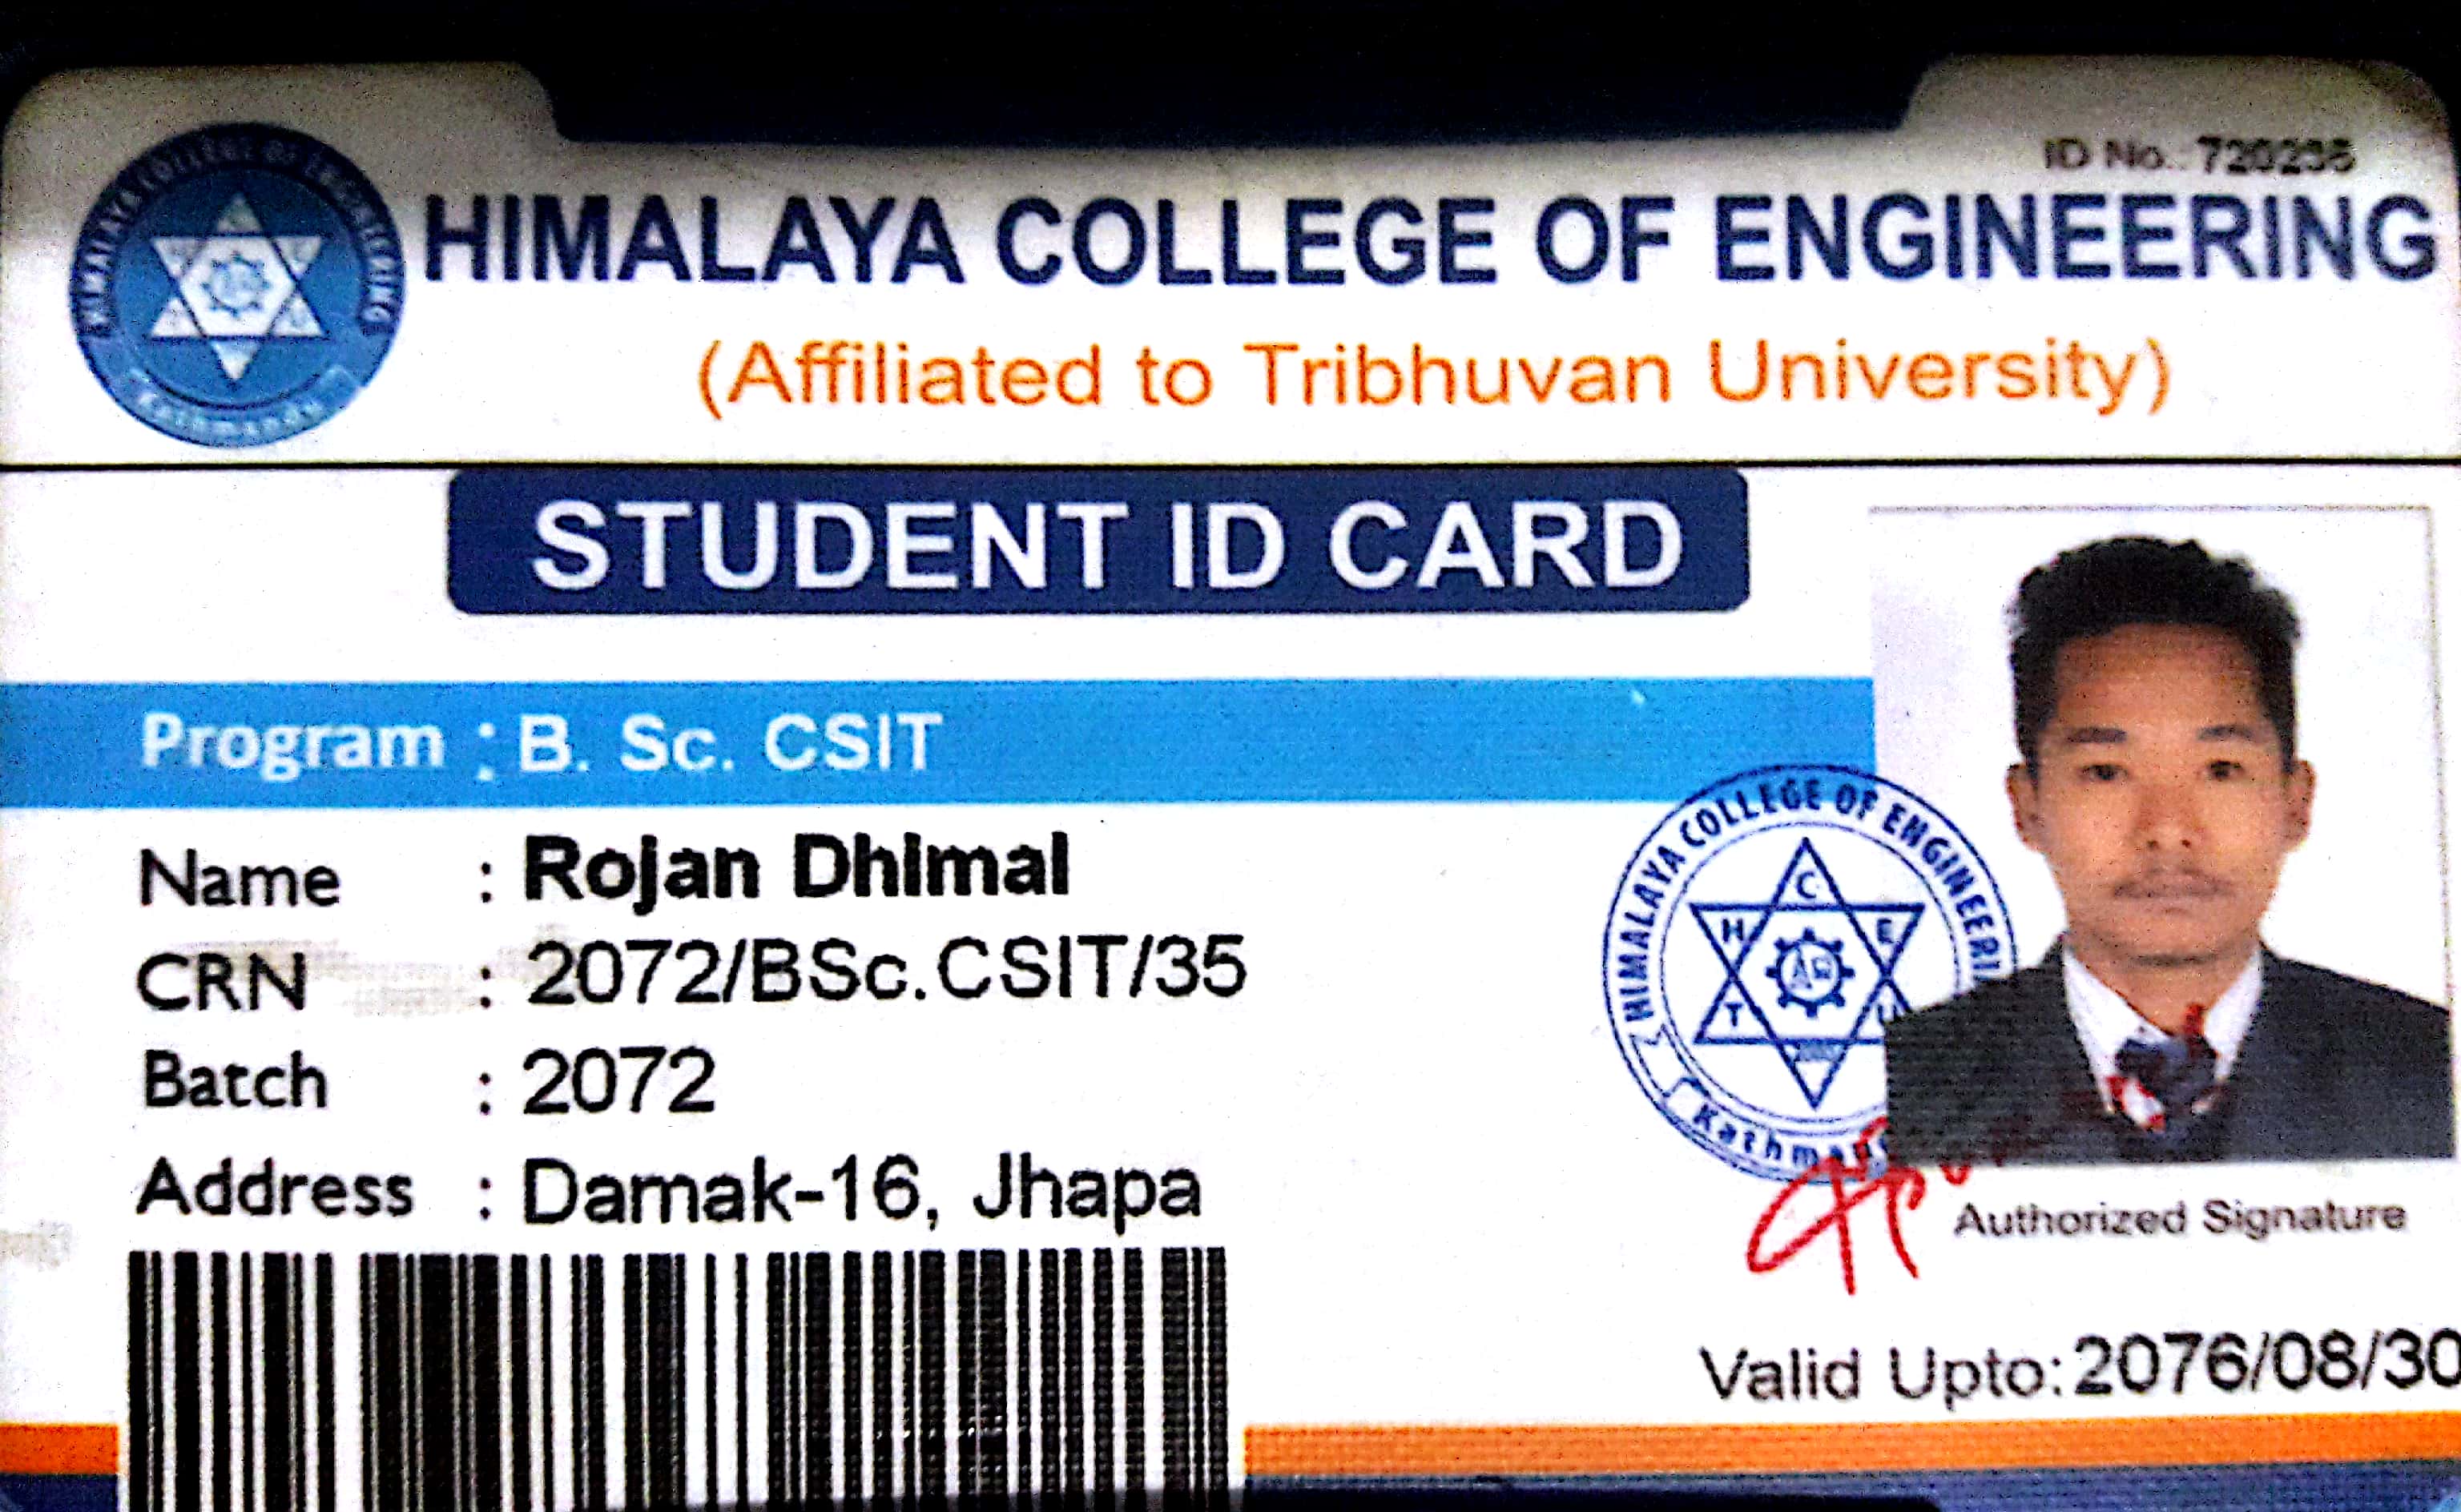 ID No.: 720235
HIMALAYA COLLEGE OF ENGINEERING
HIMALAYA COLLEGE OF ENGINEERING
Kathmandu
(Affiliated to Tribhuvan University)
STUDENT ID CARD
Program : B. Sc. CSIT
Name : Rojan Dhimal
CRN : 2072/BSc.CSIT/35
Batch : 2072
Address : Damak-16, Jhapa
HIMALAYA COLLEGE OF ENGINEERI
C
H E
T U
Authorized Signature
Valid Upto: 2076/08/30